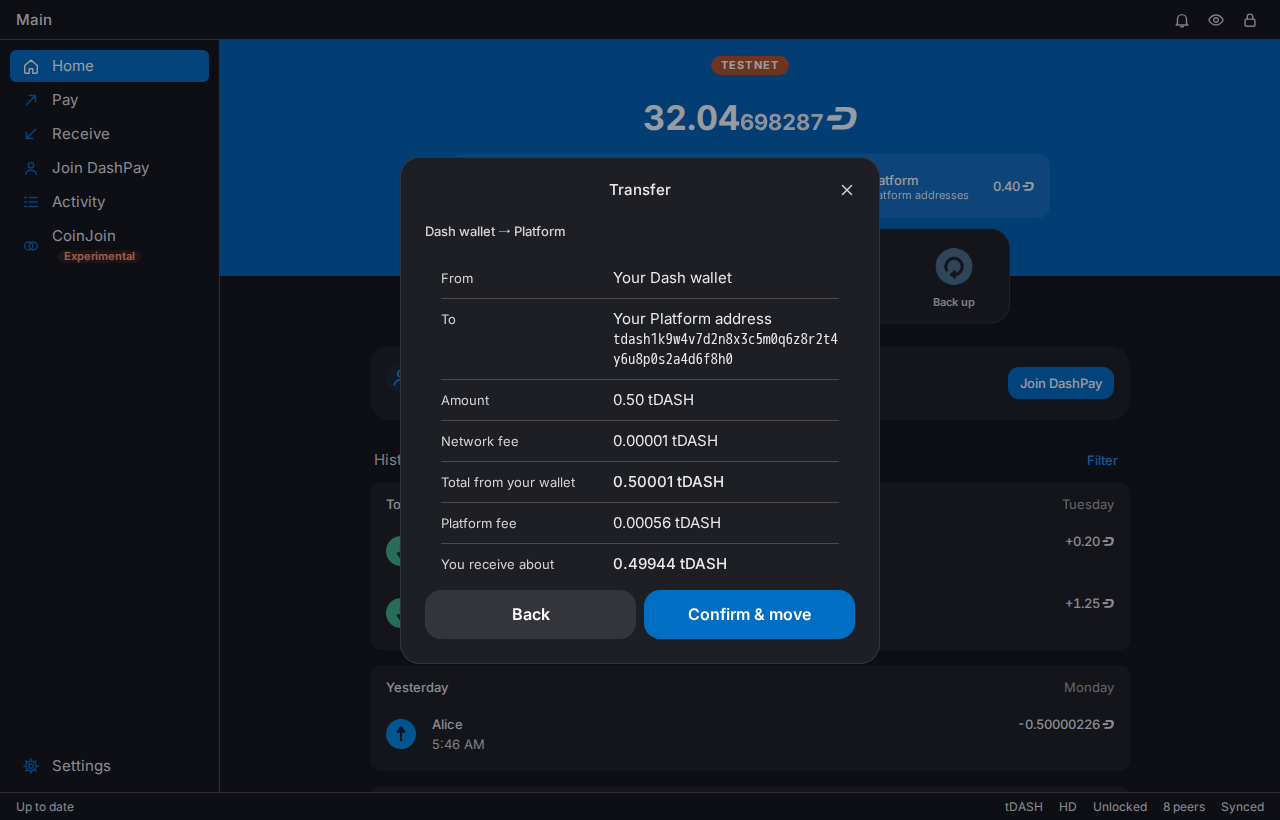 Main
Home
Pay
Receive
Join DashPay
Activity
CoinJoin
Experimental
Settings
TESTNET
32.04698287
atform
atform addresses
0.40
Back up
Join DashPay
Filter
Tuesday
+0.20
+1.25
Transfer
Dash wallet → Platform
From Your Dash wallet
To Your Platform address
tdash1k9w4v7d2n8x3c5m0q6z8r2t4
y6u8p0s2a4d6f8h0
Amount 0.50 tDASH
Network fee 0.00001 tDASH
Total from your wallet 0.50001 tDASH
Platform fee 0.00056 tDASH
You receive about 0.49944 tDASH
Back Confirm & move
Yesterday Monday
Alice -0.50000226
5:46 AM
Up to date tDASH HD Unlocked 8 peers Synced